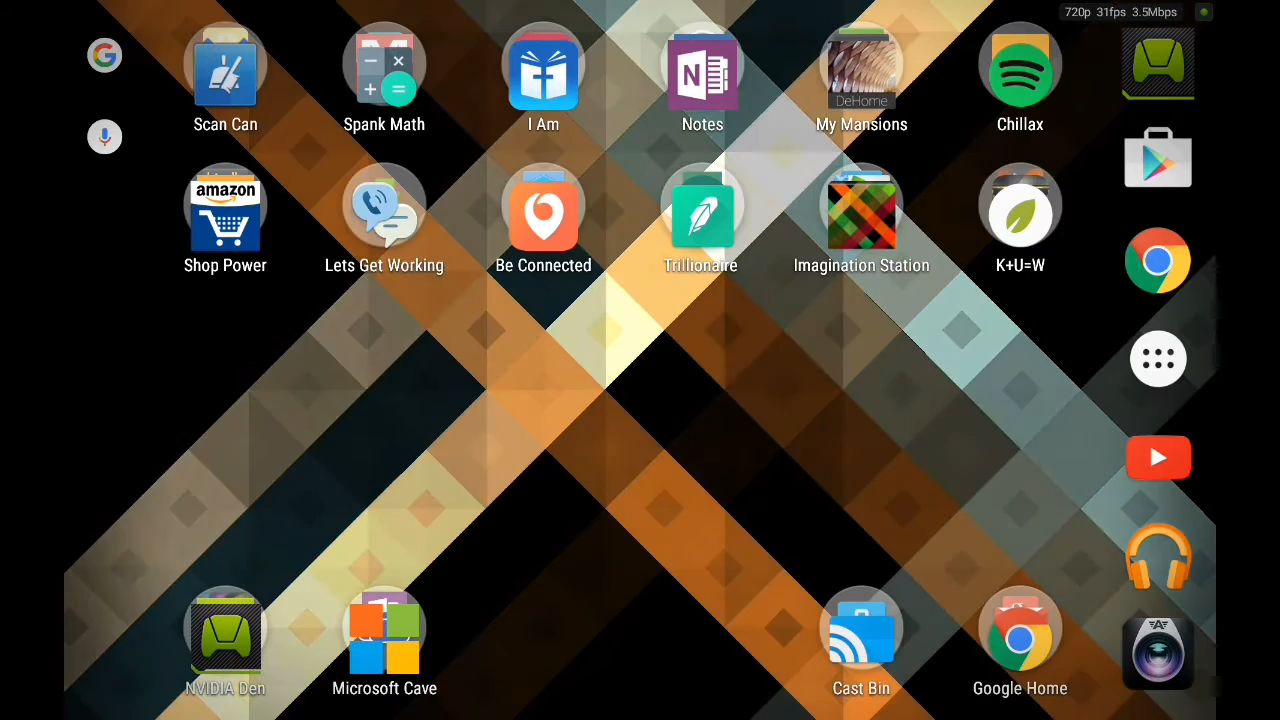 720p 31fps 3.5Mbps
Scan Can
Spank Math
I Am
N
Notes
DeHome
My Mansions
Chillax
amazon
Shop Power
Lets Get Working
Be Connected
Trillionaire
Imagination Station
K+U=W
NVIDIA Den
Microsoft Cave
Cast Bin
Google Home